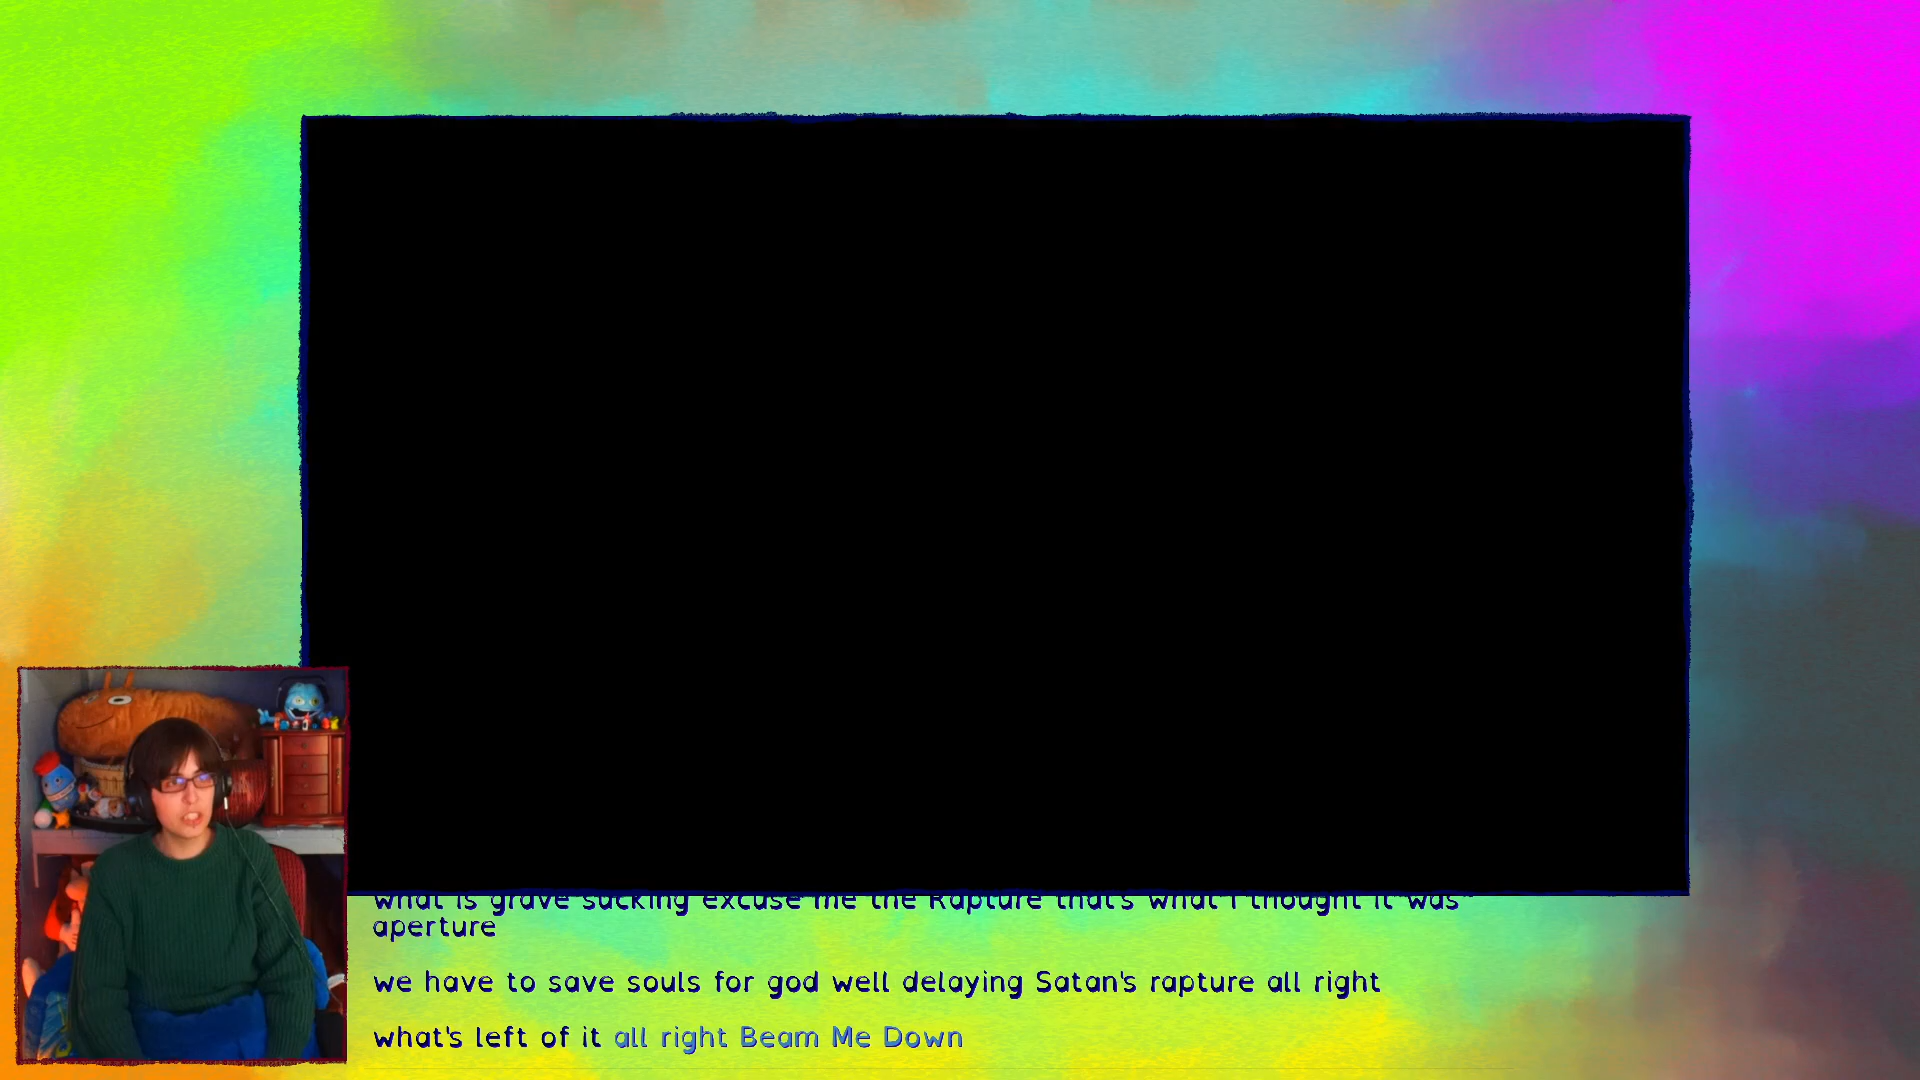 what is grave sucking excuse me the Rapture that's what I thought it was
aperture
we have to save souls for god well delaying Satan's rapture all right
what's left of it all right Beam Me Down